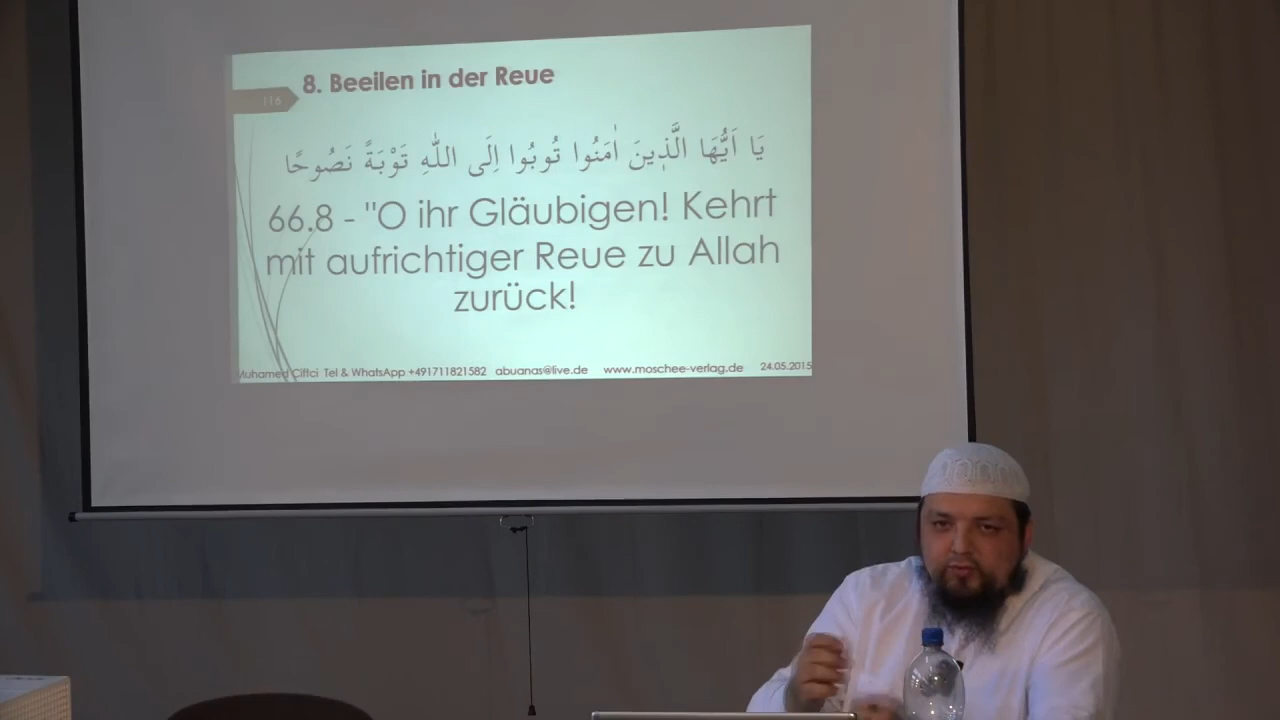 8. Beeilen in der Reue
116
يَا اَيُّهَا الَّذٖينَ اٰمَنُوا تُوبُوا اِلَى اللّٰهِ تَوْبَةً نَصُوحًا
66.8 - "O ihr Gläubigen! Kehrt
mit aufrichtiger Reue zu Allah
zurück!
Muhamed Ciftci Tel & WhatsApp +491711821582 abuanas@live.de www.moschee-verlag.de 24.05.2015